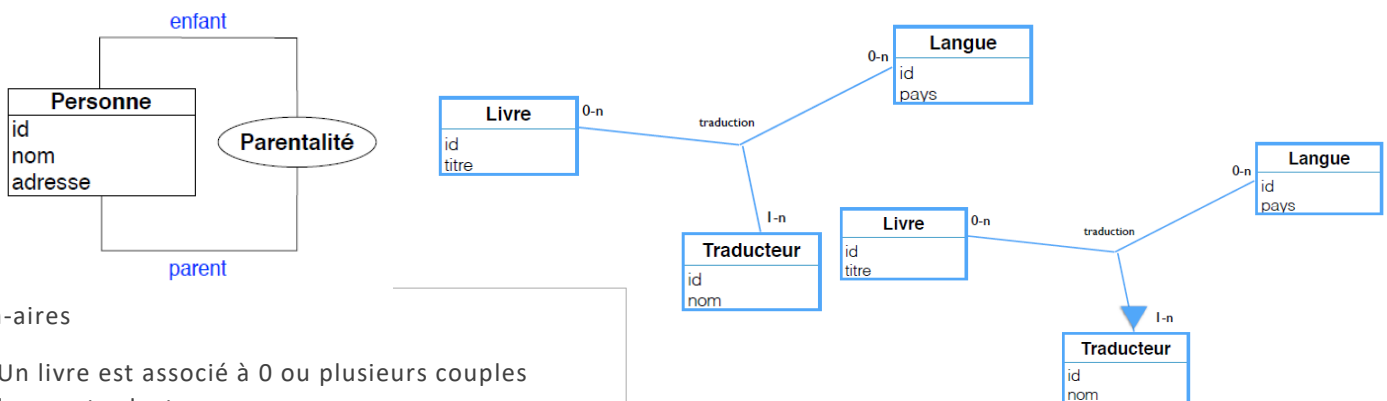 enfant
Personne
id
nom
adresse
Parentalité
parent
Livre
id
titre
0-n
traduction
0-n
Langue
id
pays
1-n
Traducteur
id
nom
Livre
id
titre
0-n
traduction
0-n
Langue
id
pays
1-n
Traducteur
id
nom
-aires
Un livre est associé à 0 ou plusieurs couples